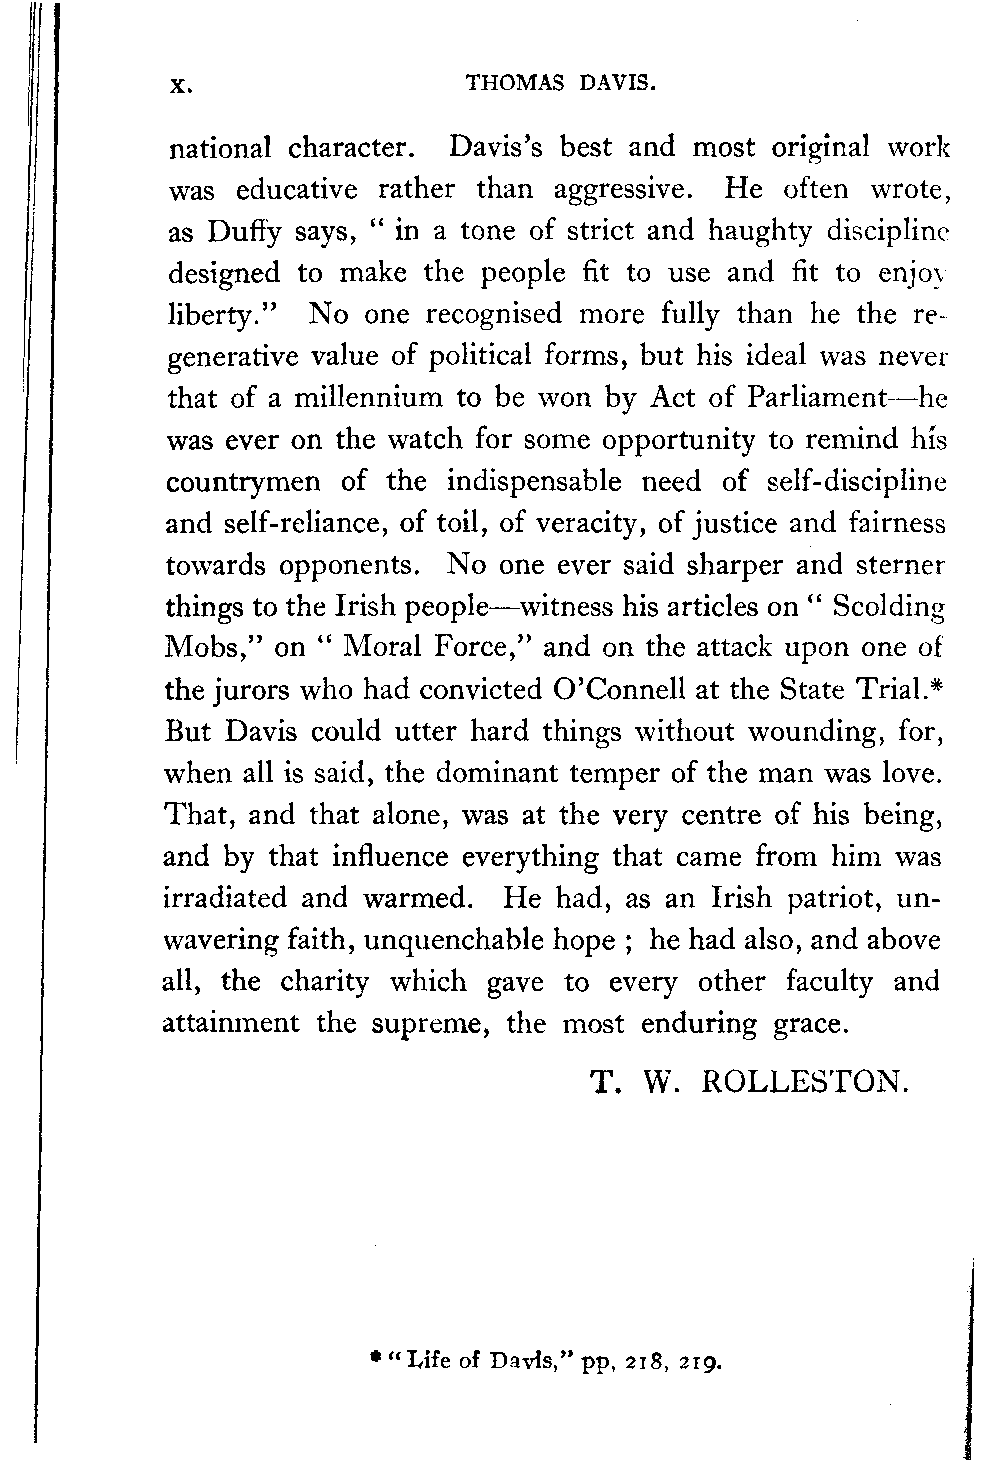 x. THOMAS DAVIS.
national character. Davis's best and most original work
was educative rather than aggressive. He often wrote,
as Duffy says, " in a tone of strict and haughty discipline
designed to make the people fit to use and fit to enjoy
liberty." No one recognised more fully than he the re-
generative value of political forms, but his ideal was never
that of a millennium to be won by Act of Parliament—he
was ever on the watch for some opportunity to remind his
countrymen of the indispensable need of self-discipline
and self-reliance, of toil, of veracity, of justice and fairness
towards opponents. No one ever said sharper and sterner
things to the Irish people—witness his articles on " Scolding
Mobs," on " Moral Force," and on the attack upon one of
the jurors who had convicted O'Connell at the State Trial.*
But Davis could utter hard things without wounding, for,
when all is said, the dominant temper of the man was love.
That, and that alone, was at the very centre of his being,
and by that influence everything that came from him was
irradiated and warmed. He had, as an Irish patriot, un-
wavering faith, unquenchable hope ; he had also, and above
all, the charity which gave to every other faculty and
attainment the supreme, the most enduring grace.
T. W. ROLLESTON.
* " Life of Davis," pp, 218, 219.